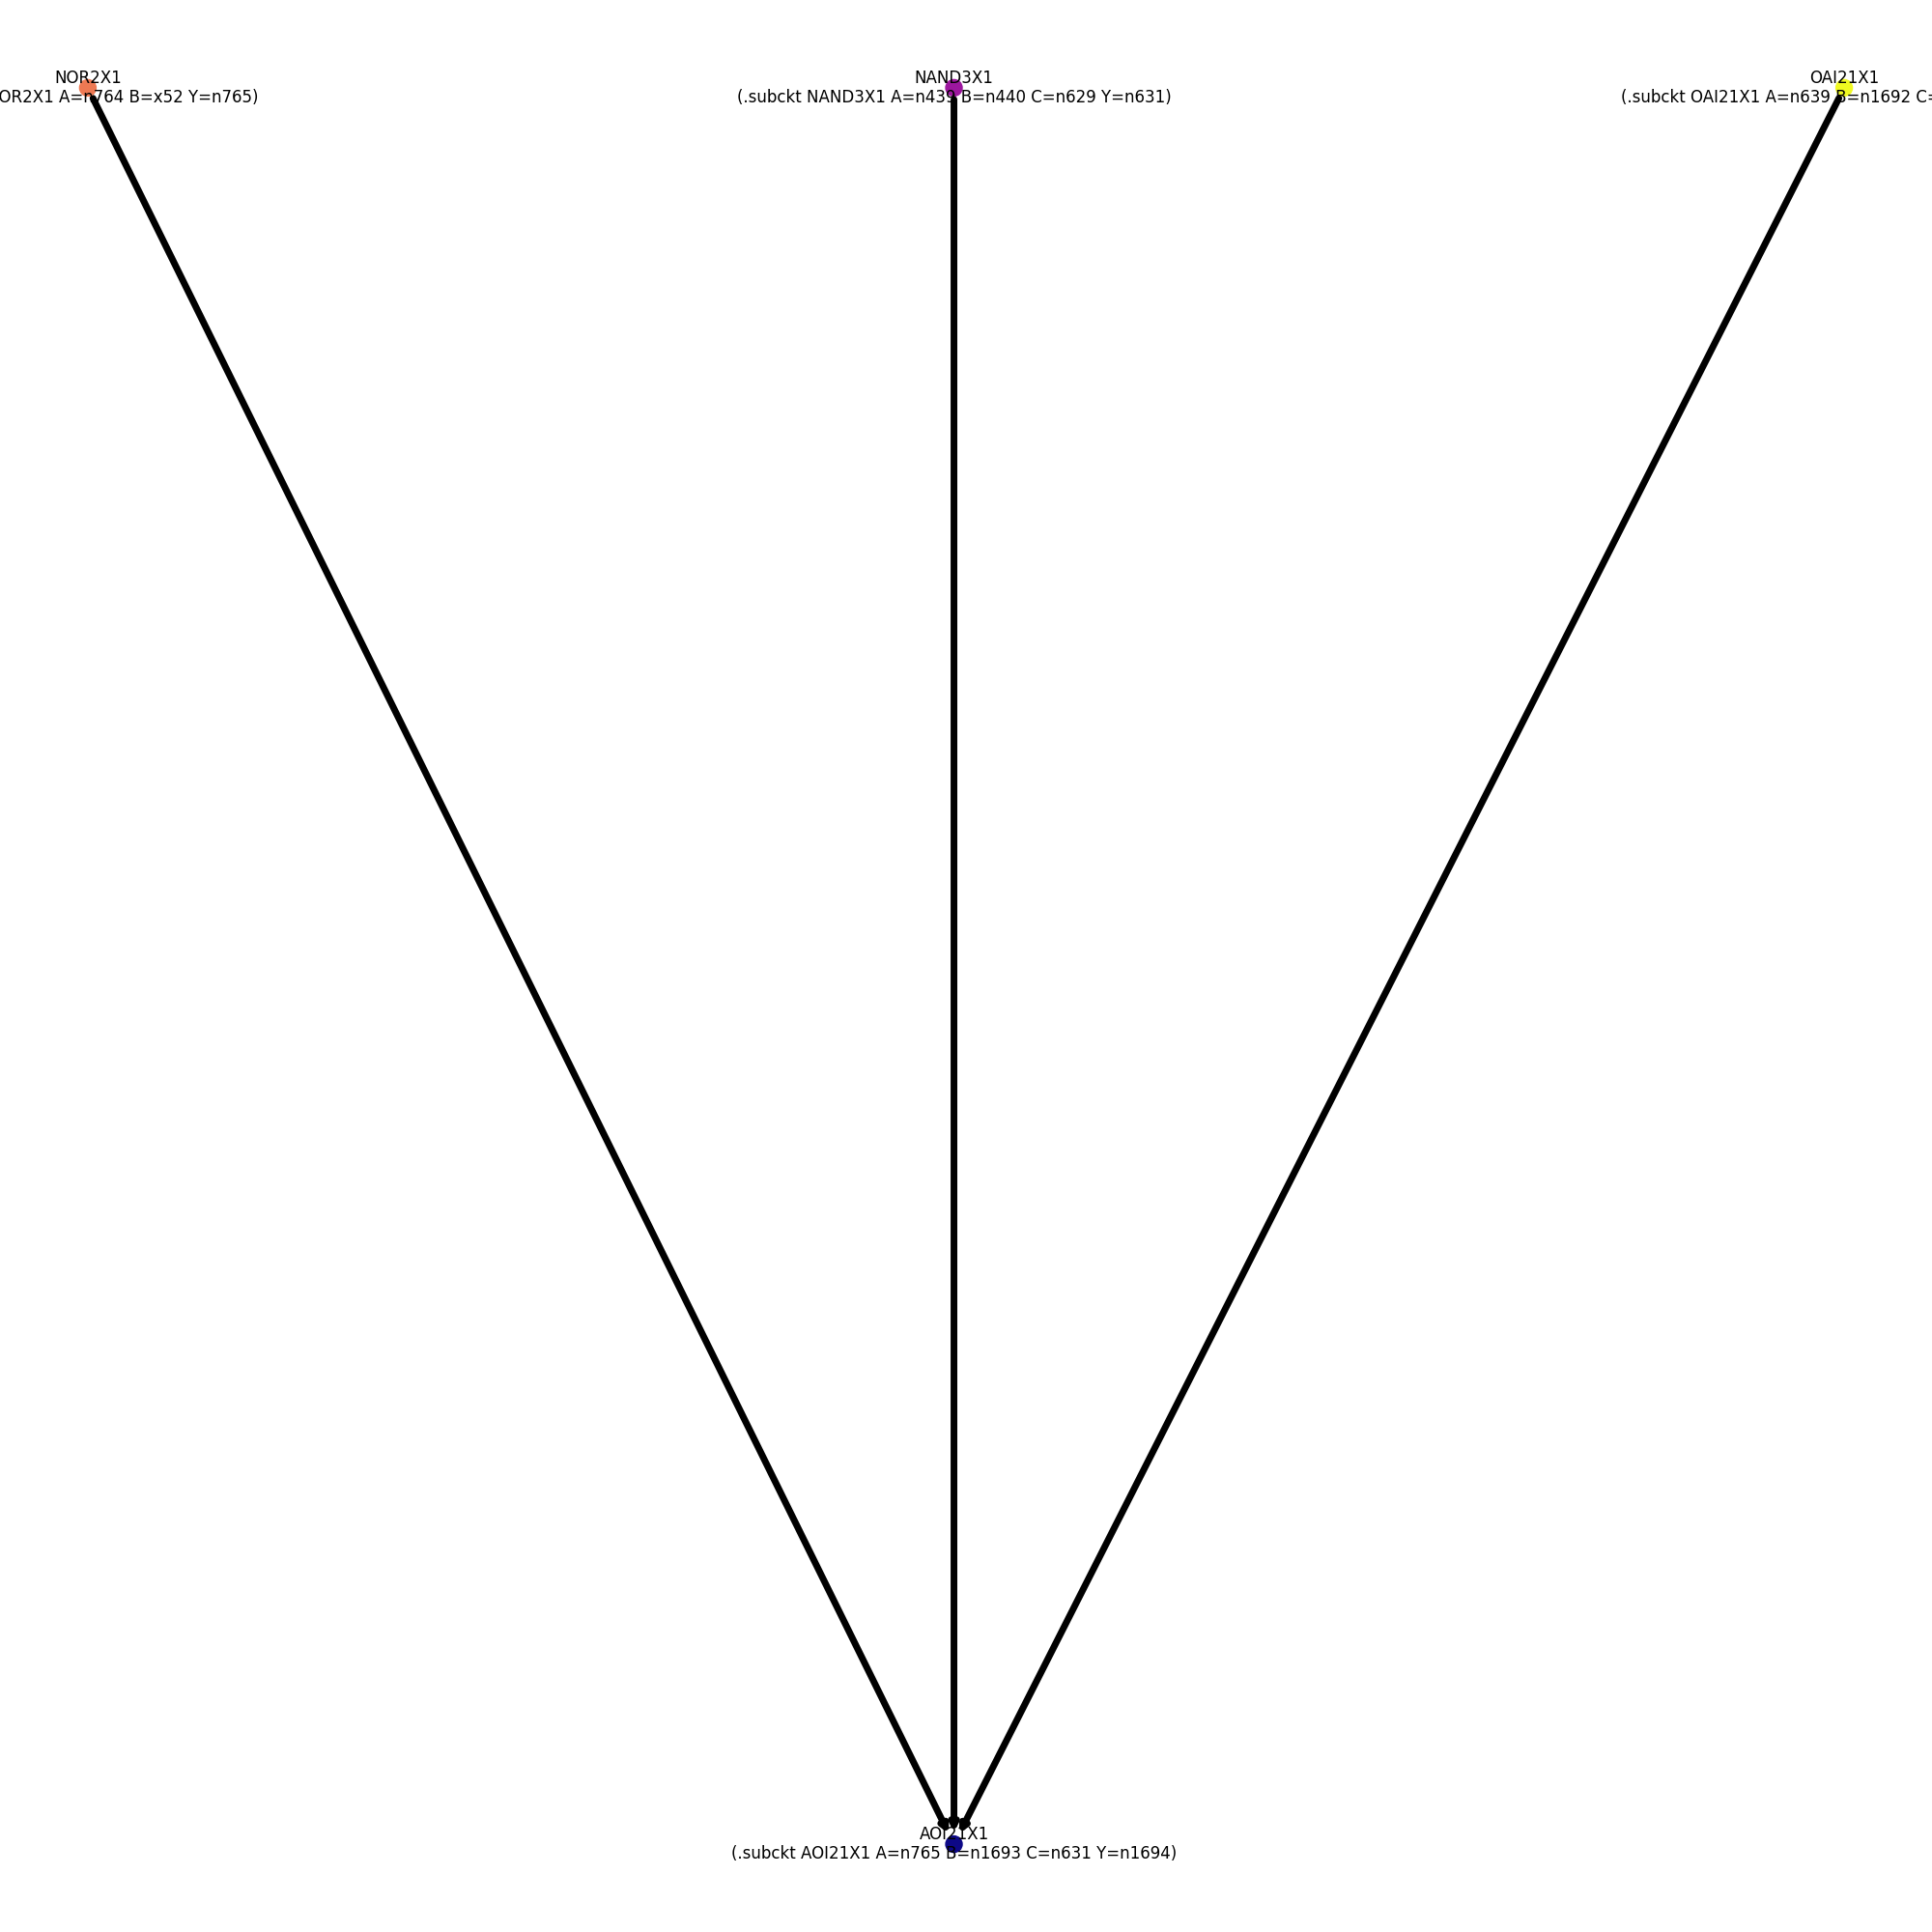 NOR2X1
OR2X1 A=n764 B=x52 Y=n765)
NAND3X1
(.subckt NAND3X1 A=n439 B=n440 C=n629 Y=n631)
OAI21X1
(.subckt OAI21X1 A=n639 B=n1692 C=
AOI21X1
(.subckt AOI21X1 A=n765 B=n1693 C=n631 Y=n1694)